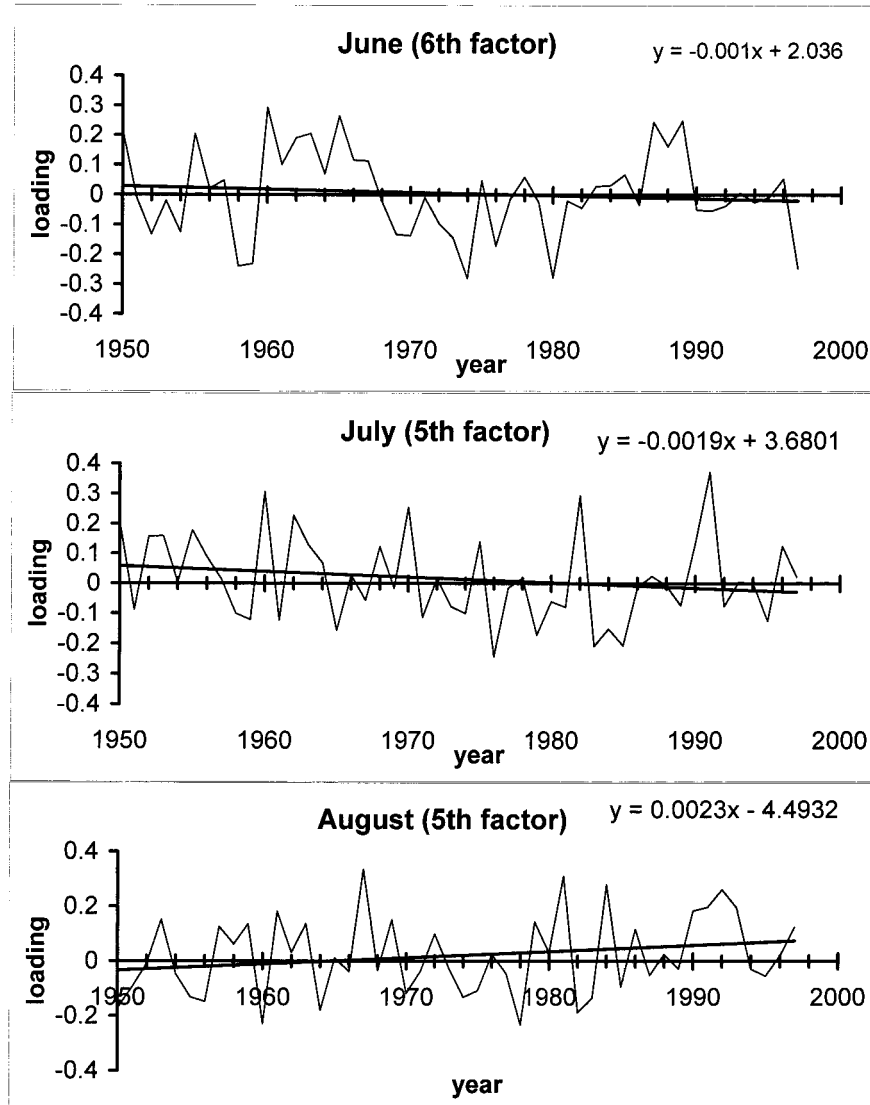 June (6th factor)
y = -0.001x + 2.036
0.4
0.3
0.2
0.1
0
-0.1
-0.2
-0.3
-0.4
loading
1950 1960 1970 1980 1990 2000
year
July (5th factor)
y = -0.0019x + 3.6801
0.4
0.3
0.2
0.1
0
-0.1
-0.2
-0.3
-0.4
loading
1950 1960 1970 1980 1990 2000
year
August (5th factor)
y = 0.0023x - 4.4932
0.4
0.2
0
-0.2
-0.4
loading
1950 1960 1970 1980 1990 2000
year